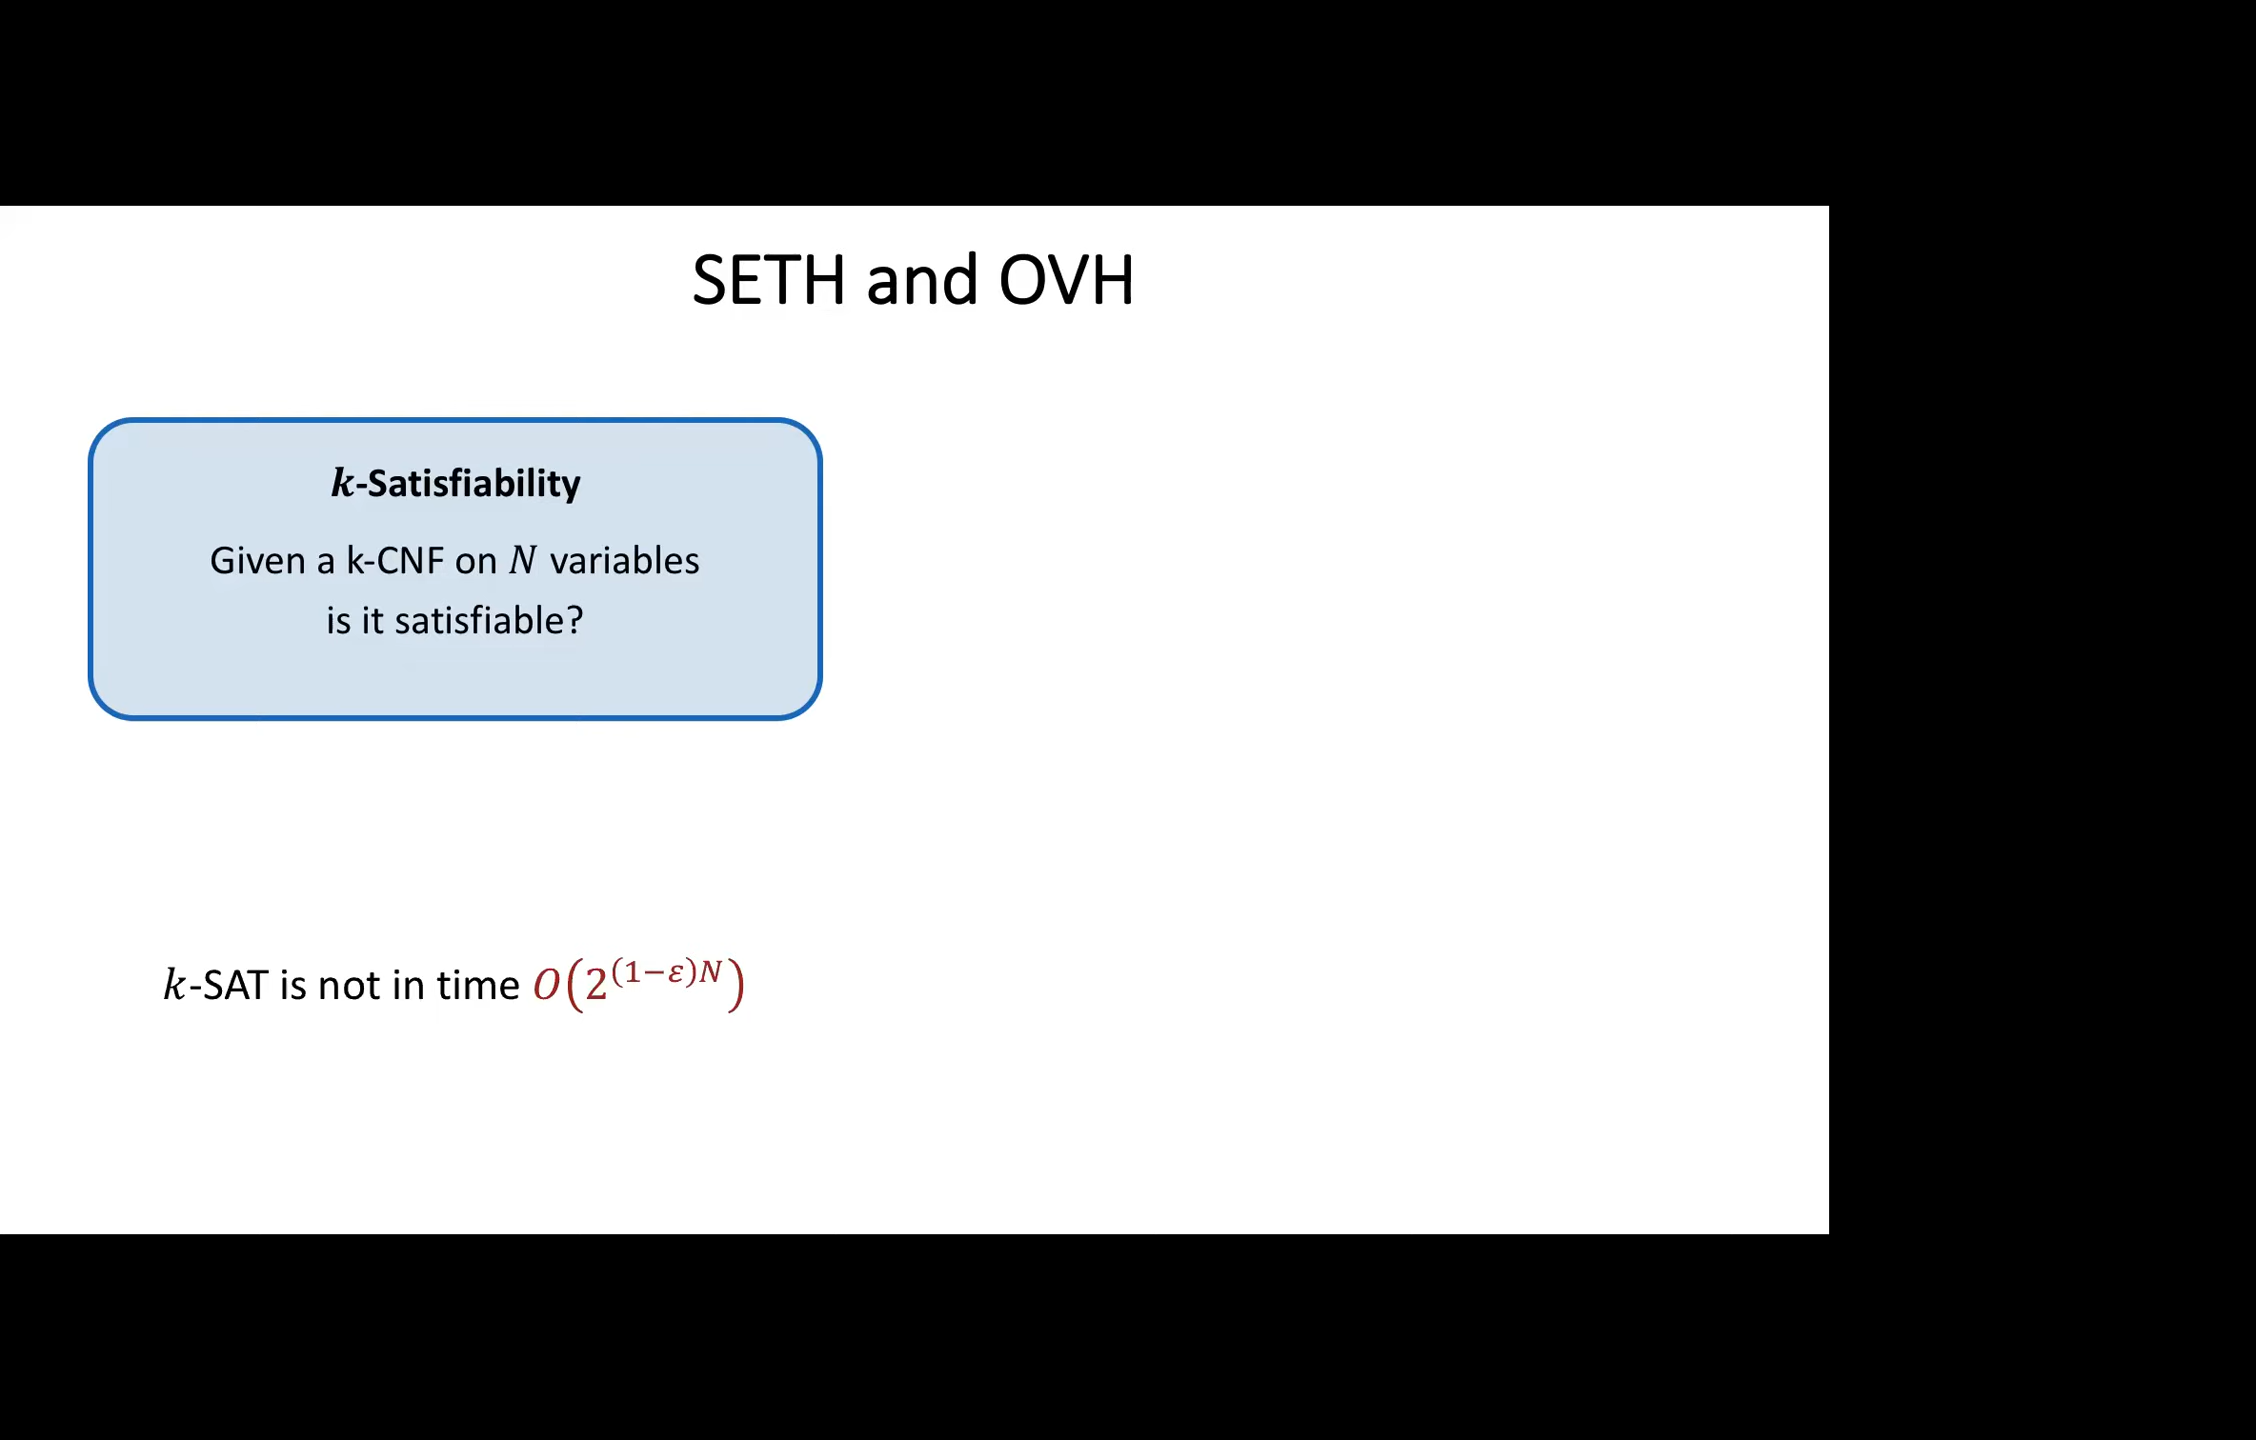 SETH and OVH
k-Satisfiability
Given a k-CNF on N variables
is it satisfiable?
k-SAT is not in time O(2^{(1−ε)N})